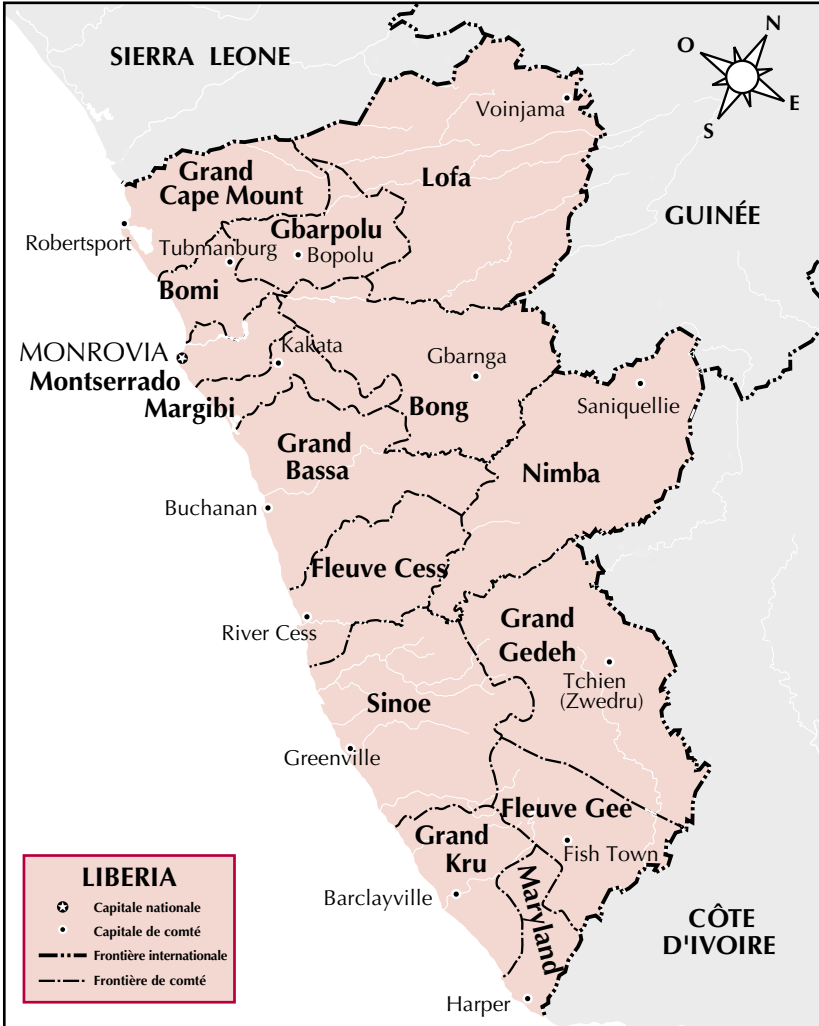 SIERRA LEONE
N
O
E
S
Voinjama
Grand
Cape Mount
Lofa
GUINÉE
Gbarpolu
Robertsport
Tubmanburg
Bopolu
Bomi
MONROVIA
Kakata
Gbarnga
Montserrado
Saniquellie
Margibi
Bong
Grand
Bassa
Nimba
Buchanan
Fleuve Cess
Grand
Gedeh
River Cess
Tchien
(Zwedru)
Sinoe
Greenville
Fleuve Gee
Grand
Kru
Fish Town
Maryland
Barclayville
CÔTE
D'IVOIRE
Harper
LIBERIA
Capitale nationale
Capitale de comté
Frontière internationale
Frontière de comté